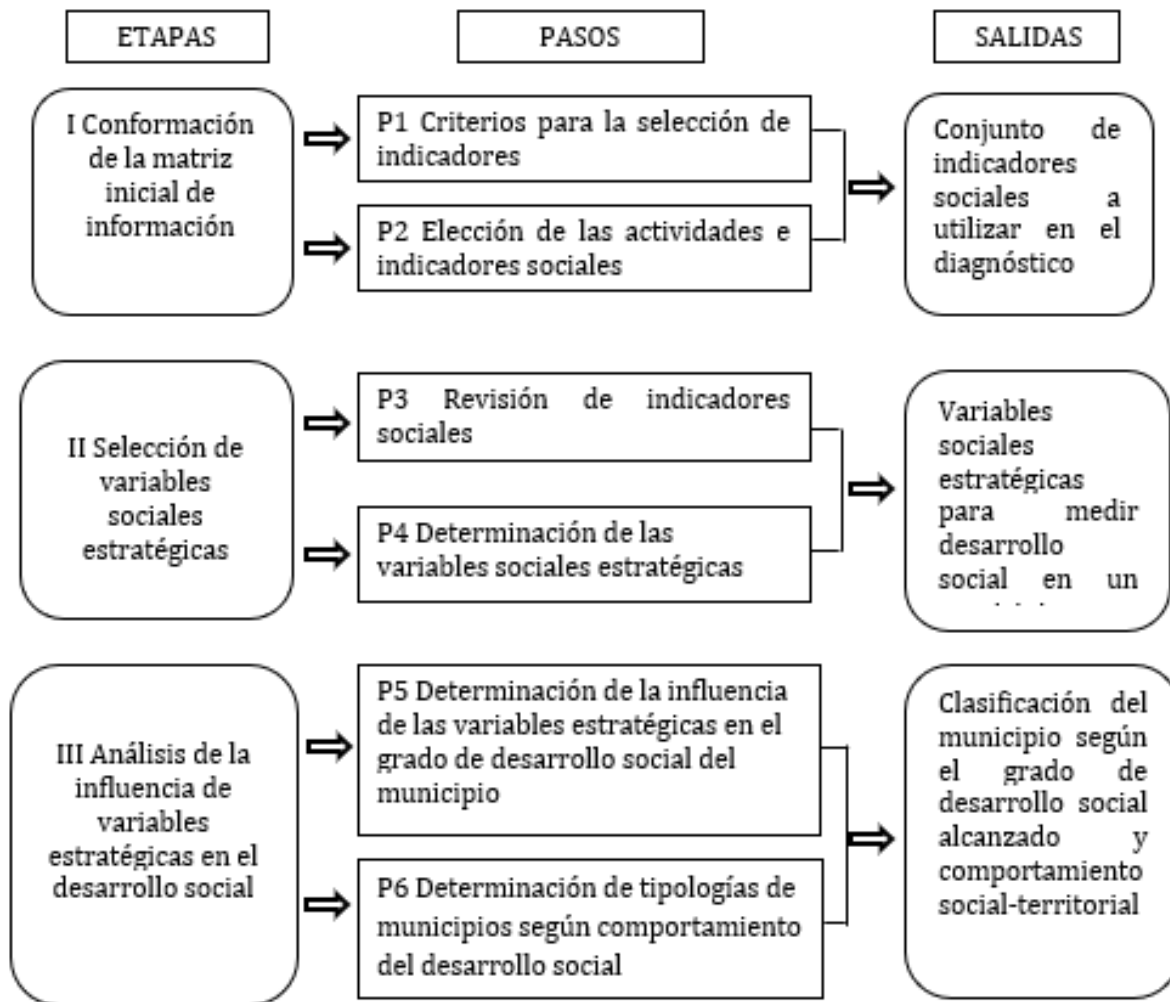 ETAPAS
PASOS
SALIDAS
I Conformación
de la matriz
inicial de
información
P1 Criterios para la selección de
indicadores
P2 Elección de las actividades e
indicadores sociales
Conjunto de
indicadores
sociales a
utilizar en el
diagnóstico
II Selección de
variables
sociales
estratégicas
P3 Revisión de indicadores
sociales
P4 Determinación de las
variables sociales estratégicas
Variables
sociales
estratégicas
para medir
desarrollo
social en un
III Análisis de la
influencia de
variables
estratégicas en el
desarrollo social
P5 Determinación de la influencia
de las variables estratégicas en el
grado de desarrollo social del
municipio
P6 Determinación de tipologías de
municipios según comportamiento
del desarrollo social
Clasificación del
municipio según
el grado de
desarrollo social
alcanzado y
comportamiento
social-territorial